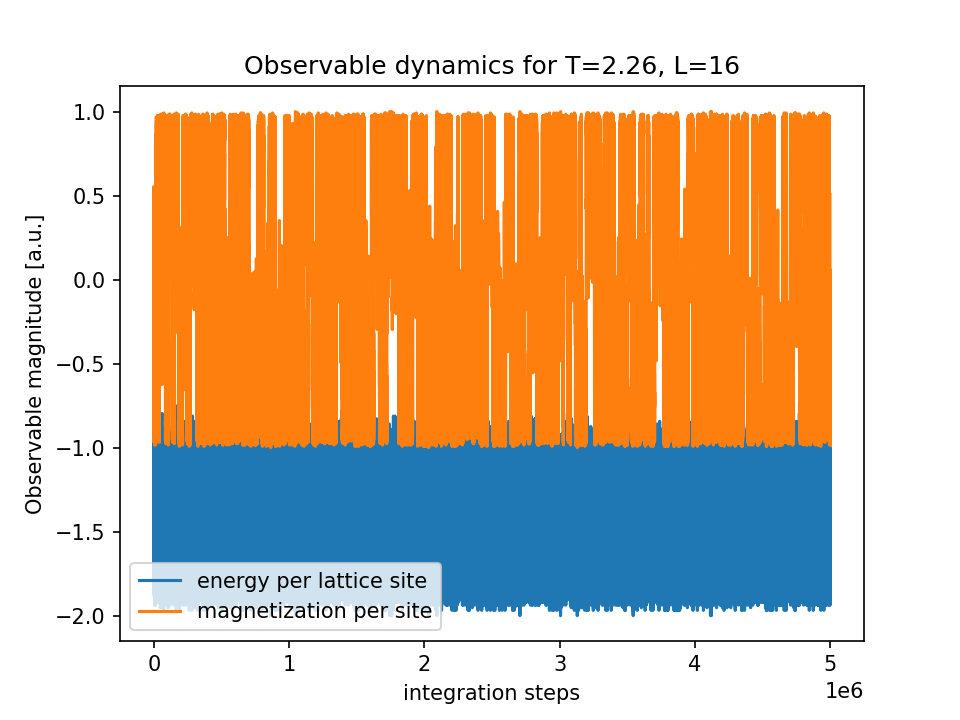 Observable dynamics for T=2.26, L=16
Observable magnitude [a.u.]
1.0
0.5
0.0
−0.5
−1.0
−1.5
−2.0
energy per lattice site
magnetization per site
0 1 2 3 4 5
1e6
integration steps